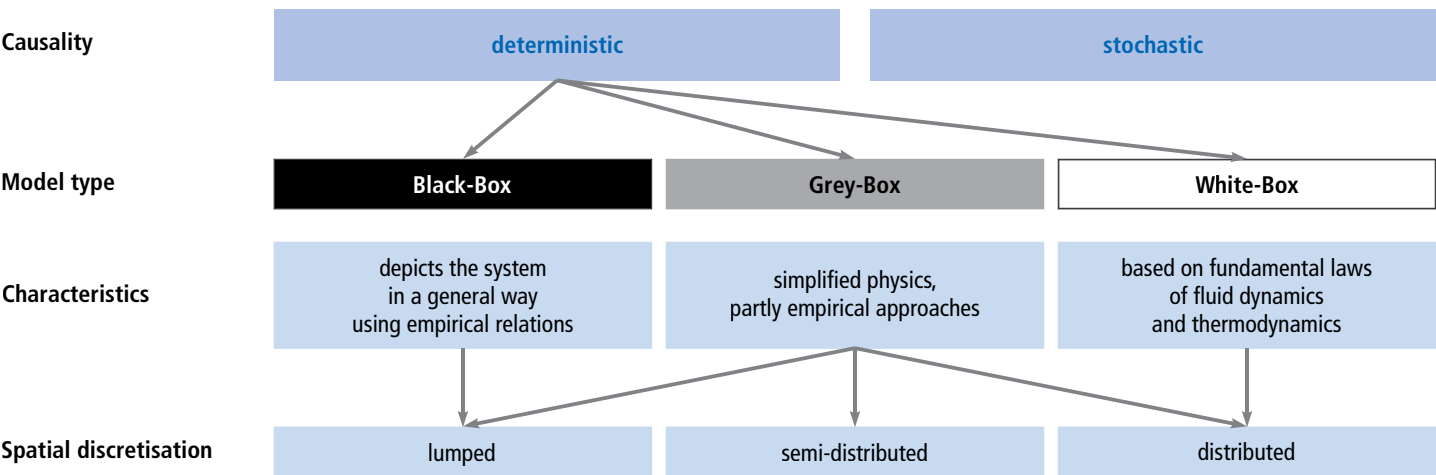 Causality
deterministic
stochastic
Model type
Black-Box
Grey-Box
White-Box
Characteristics
depicts the system
in a general way
using empirical relations
simplified physics,
partly empirical approaches
based on fundamental laws
of fluid dynamics
and thermodynamics
Spatial discretisation
lumped
semi-distributed
distributed